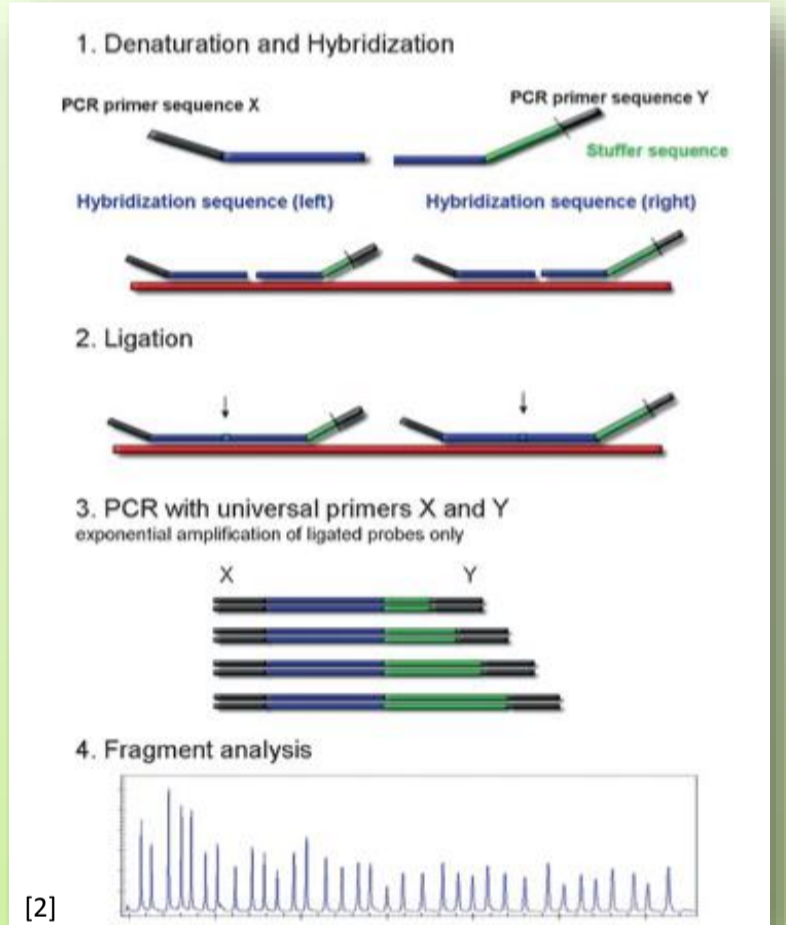 1. Denaturation and Hybridization
PCR primer sequence X
PCR primer sequence Y
Stuffer sequence
Hybridization sequence (left)
Hybridization sequence (right)
2. Ligation
3. PCR with universal primers X and Y
exponential amplification of ligated probes only
X
Y
4. Fragment analysis
[2]